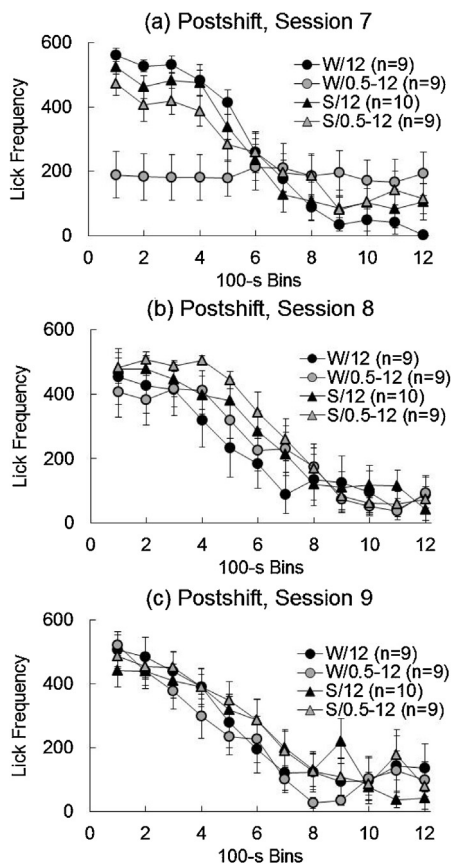 (a) Postshift, Session 7
600
400
200
0
Lick Frequency
W/12 (n=9)
W/0.5-12 (n=9)
S/12 (n=10)
S/0.5-12 (n=9)
0 2 4 6 8 10 12
100-s Bins
(b) Postshift, Session 8
600
400
200
0
Lick Frequency
W/12 (n=9)
W/0.5-12 (n=9)
S/12 (n=10)
S/0.5-12 (n=9)
0 2 4 6 8 10 12
100-s Bins
(c) Postshift, Session 9
600
400
200
0
Lick Frequency
W/12 (n=9)
W/0.5-12 (n=9)
S/12 (n=10)
S/0.5-12 (n=9)
0 2 4 6 8 10 12
100-s Bins